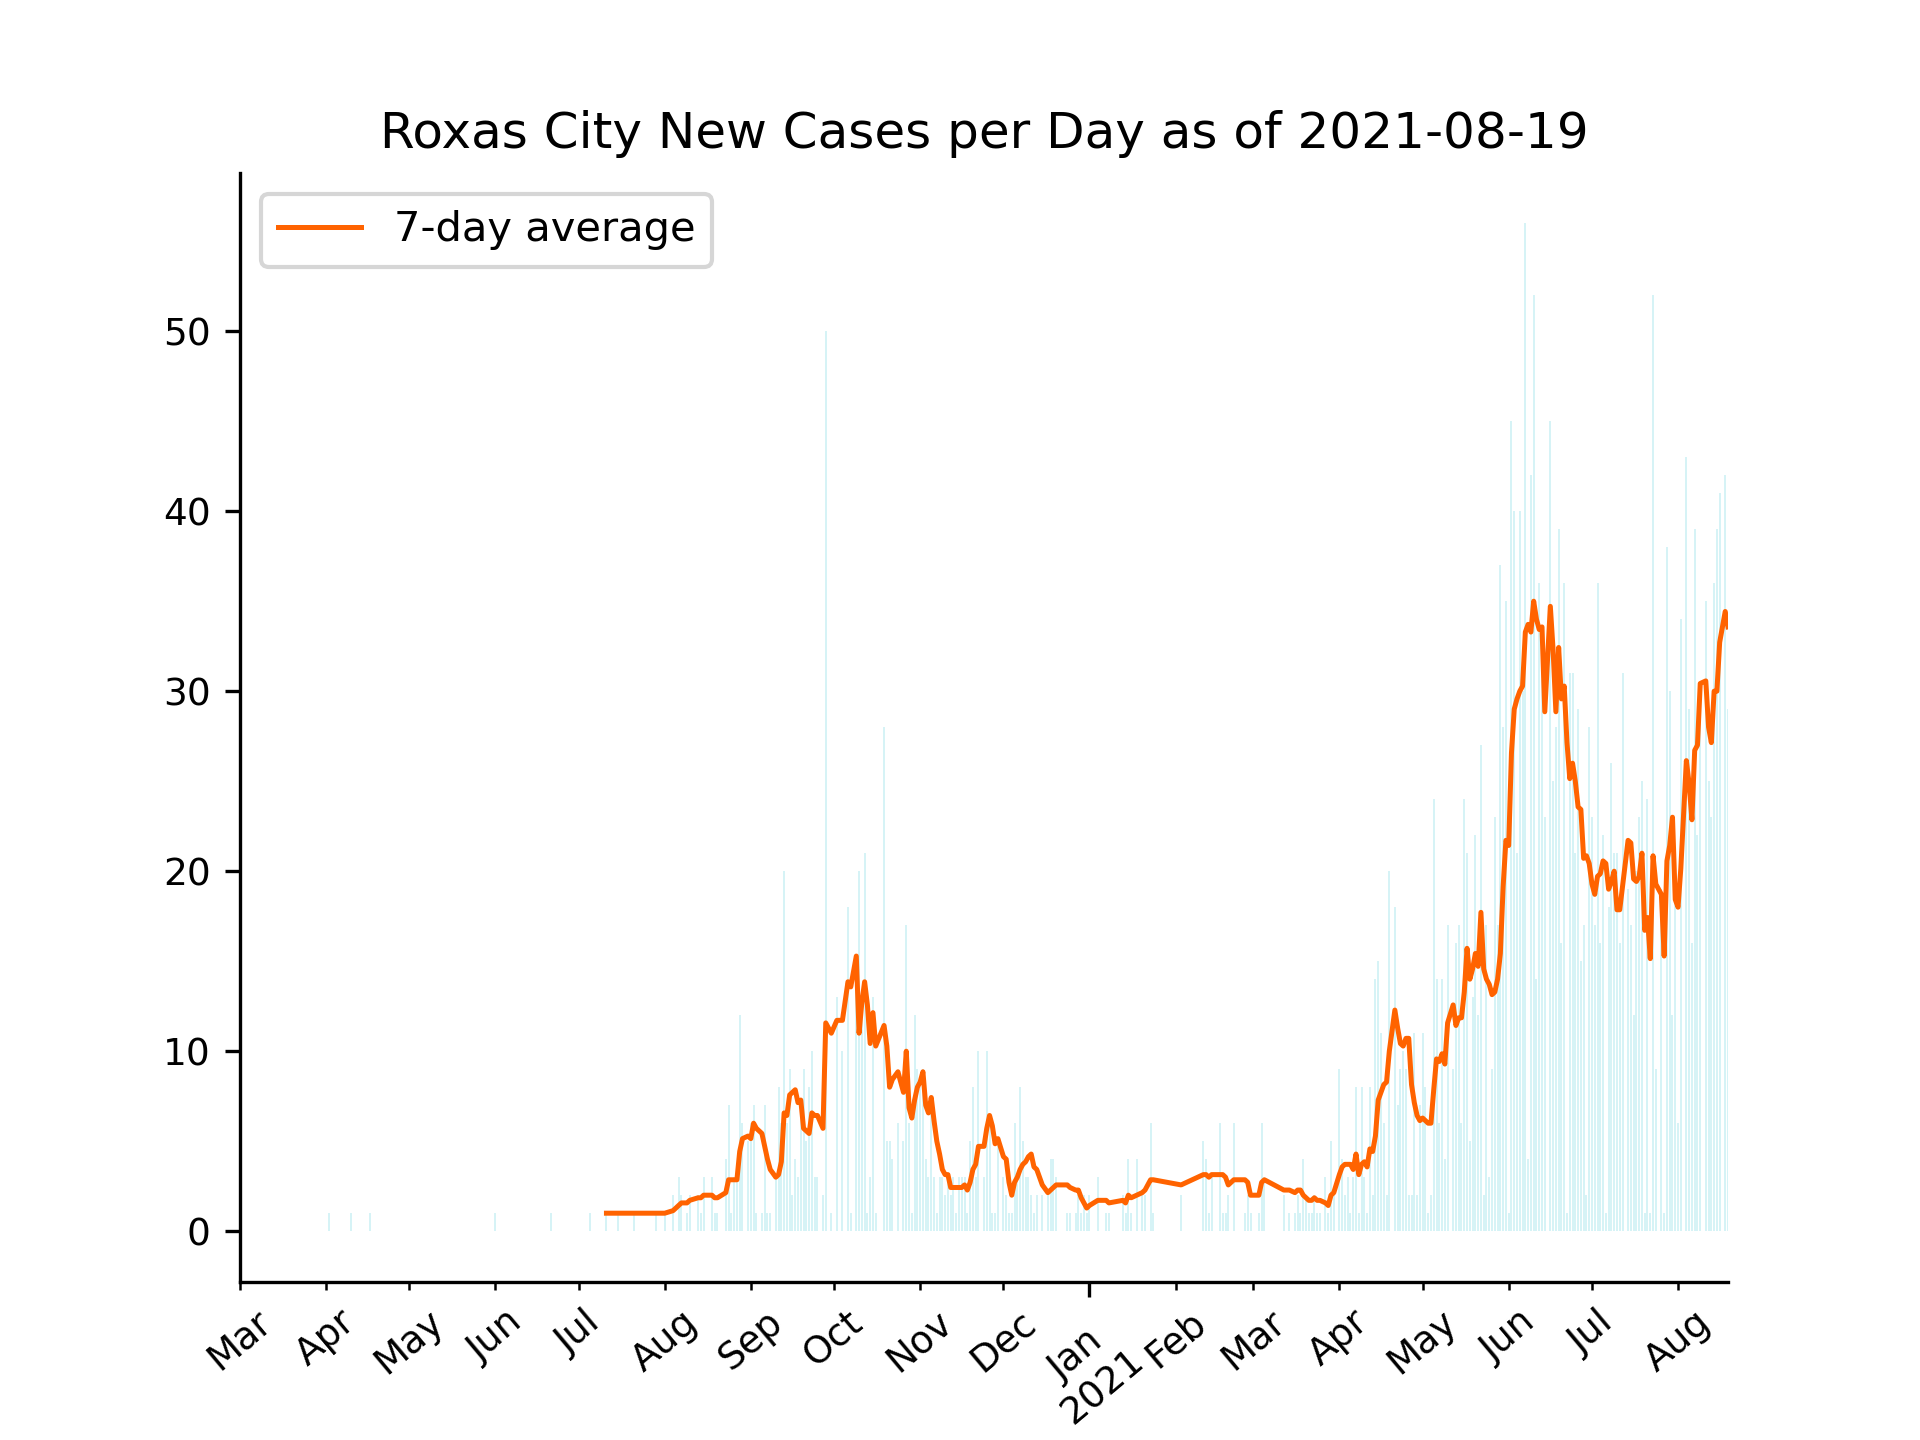 Roxas City New Cases per Day as of 2021-08-19
7-day average
50
40
30
20
10
0
Mar Apr May Jun Jul Aug Sep Oct Nov Dec Jan Feb Mar Apr May Jun Jul Aug
2021